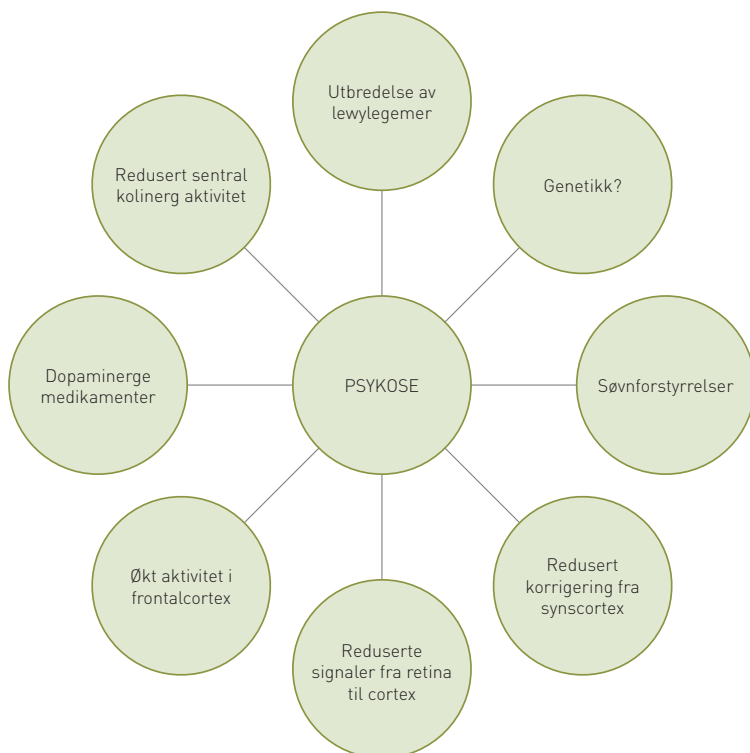 Utbredelse av
lewylegemer
Redusert sentral
kolinerg aktivitet
Genetikk?
Dopaminerge
medikamenter
PSYKOSE
Søvnforstyrrelser
Økt aktivitet i
frontalcortex
Redusert
korrigering fra
synscortex
Reduserte
signaler fra retina
til cortex